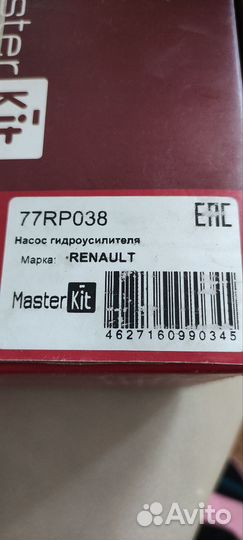 ster
Kit
77RP038
EAC
Насос гидроусилителя
Марка: RENAULT
Master Kit
4627160990345
Avito